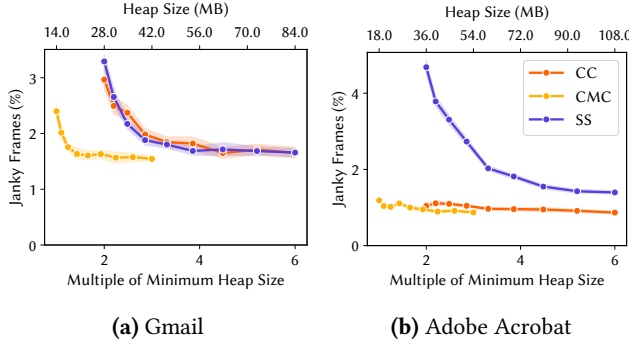 Heap Size (MB)
14.0 28.0 42.0 56.0 70.0 84.0
Janky Frames (%)
3
2
1
0
2 4 6
Multiple of Minimum Heap Size
(a) Gmail
Heap Size (MB)
18.0 36.0 54.0 72.0 90.0 108.0
Janky Frames (%)
4
2
0
CC
CMC
SS
2 4 6
Multiple of Minimum Heap Size
(b) Adobe Acrobat